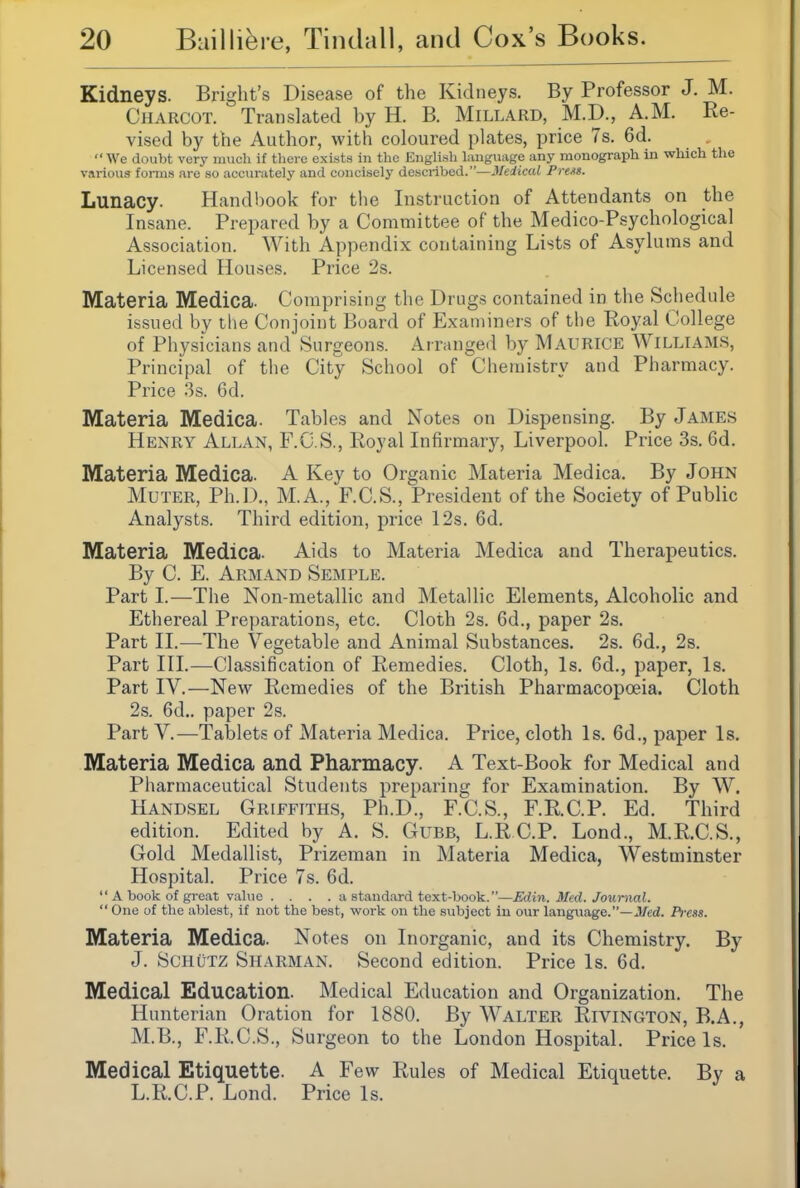 20 Baillière, Tindall, and Cox's Books.
Kidneys. Bright's Disease of the Kidneys. By Professor J. M.
CHARCOT. Translated by H. B. MILLARD, M.D., A.M. Re-
vised by the Author, with coloured plates, price 7s. 6d.
"We doubt very much if there exists in the English language any monograph in which the
various forms are so accurately and concisely described."—Medical Press.
Lunacy. Handbook for the Instruction of Attendants on the
Insane. Prepared by a Committee of the Medico-Psychological
Association. With Appendix containing Lists of Asylums and
Licensed Houses. Price 2s.
Materia Medica. Comprising the Drugs contained in the Schedule
issued by the Conjoint Board of Examiners of the Royal College
of Physicians and Surgeons. Arranged by MAURICE WILLIAMS,
Principal of the City School of Chemistry and Pharmacy.
Price 3s. 6d.
Materia Medica. Tables and Notes on Dispensing. By JAMES
HENRY ALLAN, F.C.S., Royal Infirmary, Liverpool. Price 3s. 6d.
Materia Medica. A Key to Organic Materia Medica. By JOHN
MUTER, Ph.D., M.A., F.C.S., President of the Society of Public
Analysts. Third edition, price 12s. 6d.
Materia Medica. Aids to Materia Medica and Therapeutics.
By C. E. ARMAND SEMPLE.
Part I.—The Non-metallic and Metallic Elements, Alcoholic and
Ethereal Preparations, etc. Cloth 2s. 6d., paper 2s.
Part II.—The Vegetable and Animal Substances. 2s. 6d., 2s.
Part III.—Classification of Remedies. Cloth, 1s. 6d., paper, 1s.
Part IV.—New Remedies of the British Pharmacopœia. Cloth
2s. 6d.. paper 2s.
Part V.—Tablets of Materia Medica. Price, cloth 1s. 6d., paper 1s.
Materia Medica and Pharmacy. A Text-Book for Medical and
Pharmaceutical Students preparing for Examination. By W.
HANDSEL GRIFFITHS, Ph.D., F.C.S., F.R.C.P. Ed. Third
edition. Edited by A. S. GUBB, L.R.C.P. Lond., M.R.C.S.,
Gold Medallist, Prizeman in Materia Medica, Westminster
Hospital. Price 7s. 6d.
"A book of great value . . . . a standard text-book."—Edin. Med. Journal.
"One of the ablest, if not the best, work on the subject in our language."—Med. Press.
Materia Medica. Notes on Inorganic, and its Chemistry. By
J. SCHÜTZ SHARMAN. Second edition. Price 1s. 6d.
Medical Education. Medical Education and Organization. The
Hunterian Oration for 1880. By WALTER RIVINGTON, B.A.,
M.B., F.R.C.S., Surgeon to the London Hospital. Price 1s.
Medical Etiquette. A Few Rules of Medical Etiquette. By a
L.R.C.P. Lond. Price 1s.